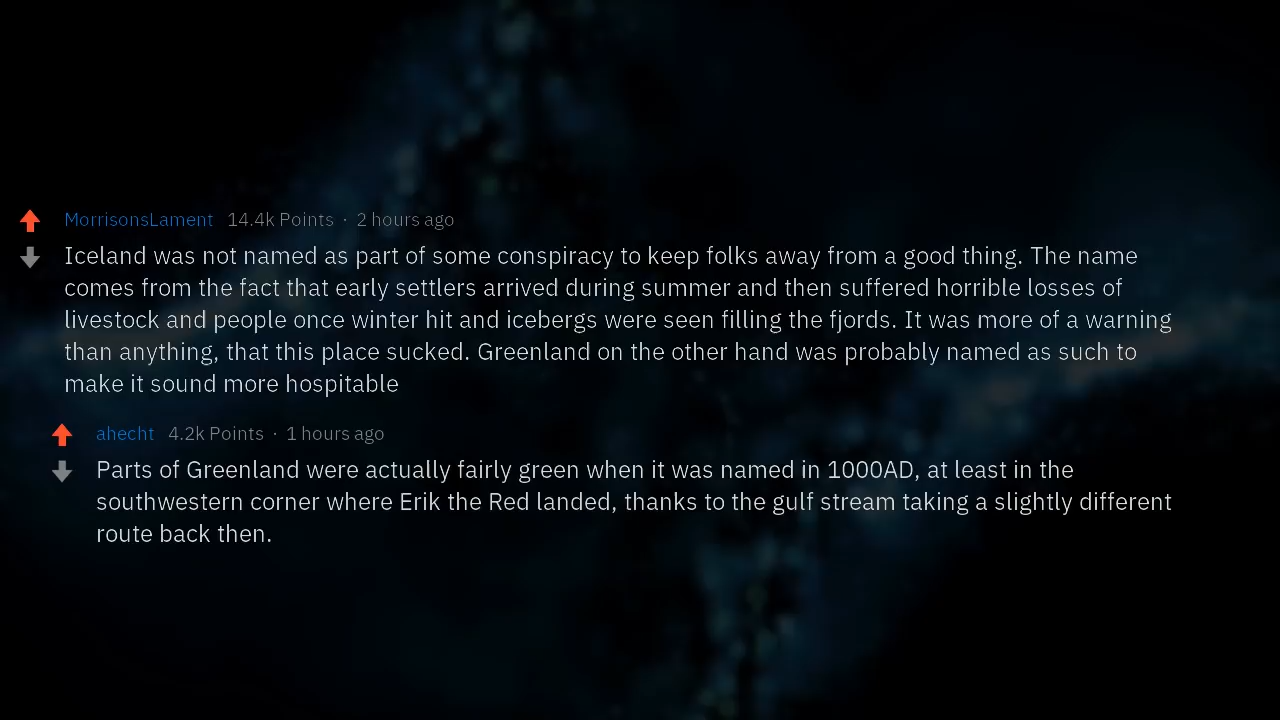 MorrisonsLament 14.4k Points · 2 hours ago
Iceland was not named as part of some conspiracy to keep folks away from a good thing. The name
comes from the fact that early settlers arrived during summer and then suffered horrible losses of
livestock and people once winter hit and icebergs were seen filling the fjords. It was more of a warning
than anything, that this place sucked. Greenland on the other hand was probably named as such to
make it sound more hospitable
ahecht 4.2k Points · 1 hours ago
Parts of Greenland were actually fairly green when it was named in 1000AD, at least in the
southwestern corner where Erik the Red landed, thanks to the gulf stream taking a slightly different
route back then.